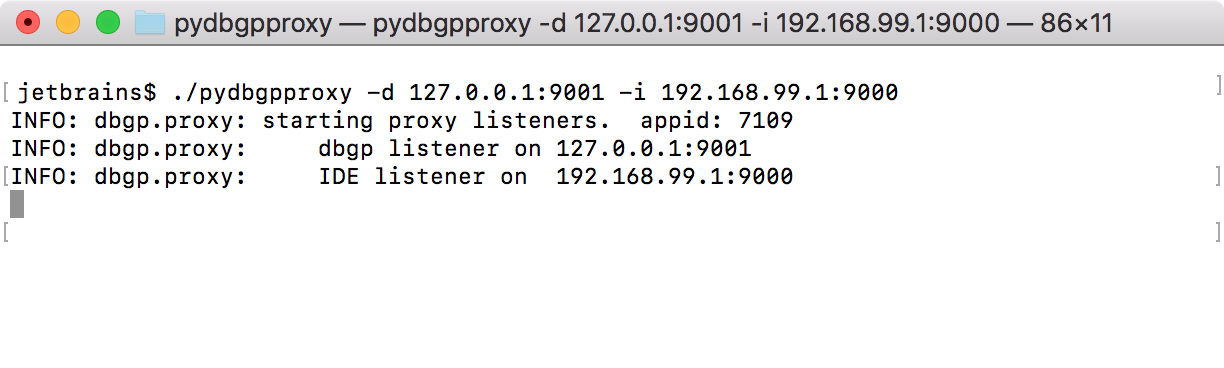 pydbgpproxy — pydbgpproxy -d 127.0.0.1:9001 -i 192.168.99.1:9000 — 86×11
[jetbrains$ ./pydbgpproxy -d 127.0.0.1:9001 -i 192.168.99.1:9000 ]
INFO: dbgp.proxy: starting proxy listeners.  appid: 7109
INFO: dbgp.proxy:     dbgp listener on 127.0.0.1:9001
[INFO: dbgp.proxy:     IDE listener on  192.168.99.1:9000 ]
[ ]